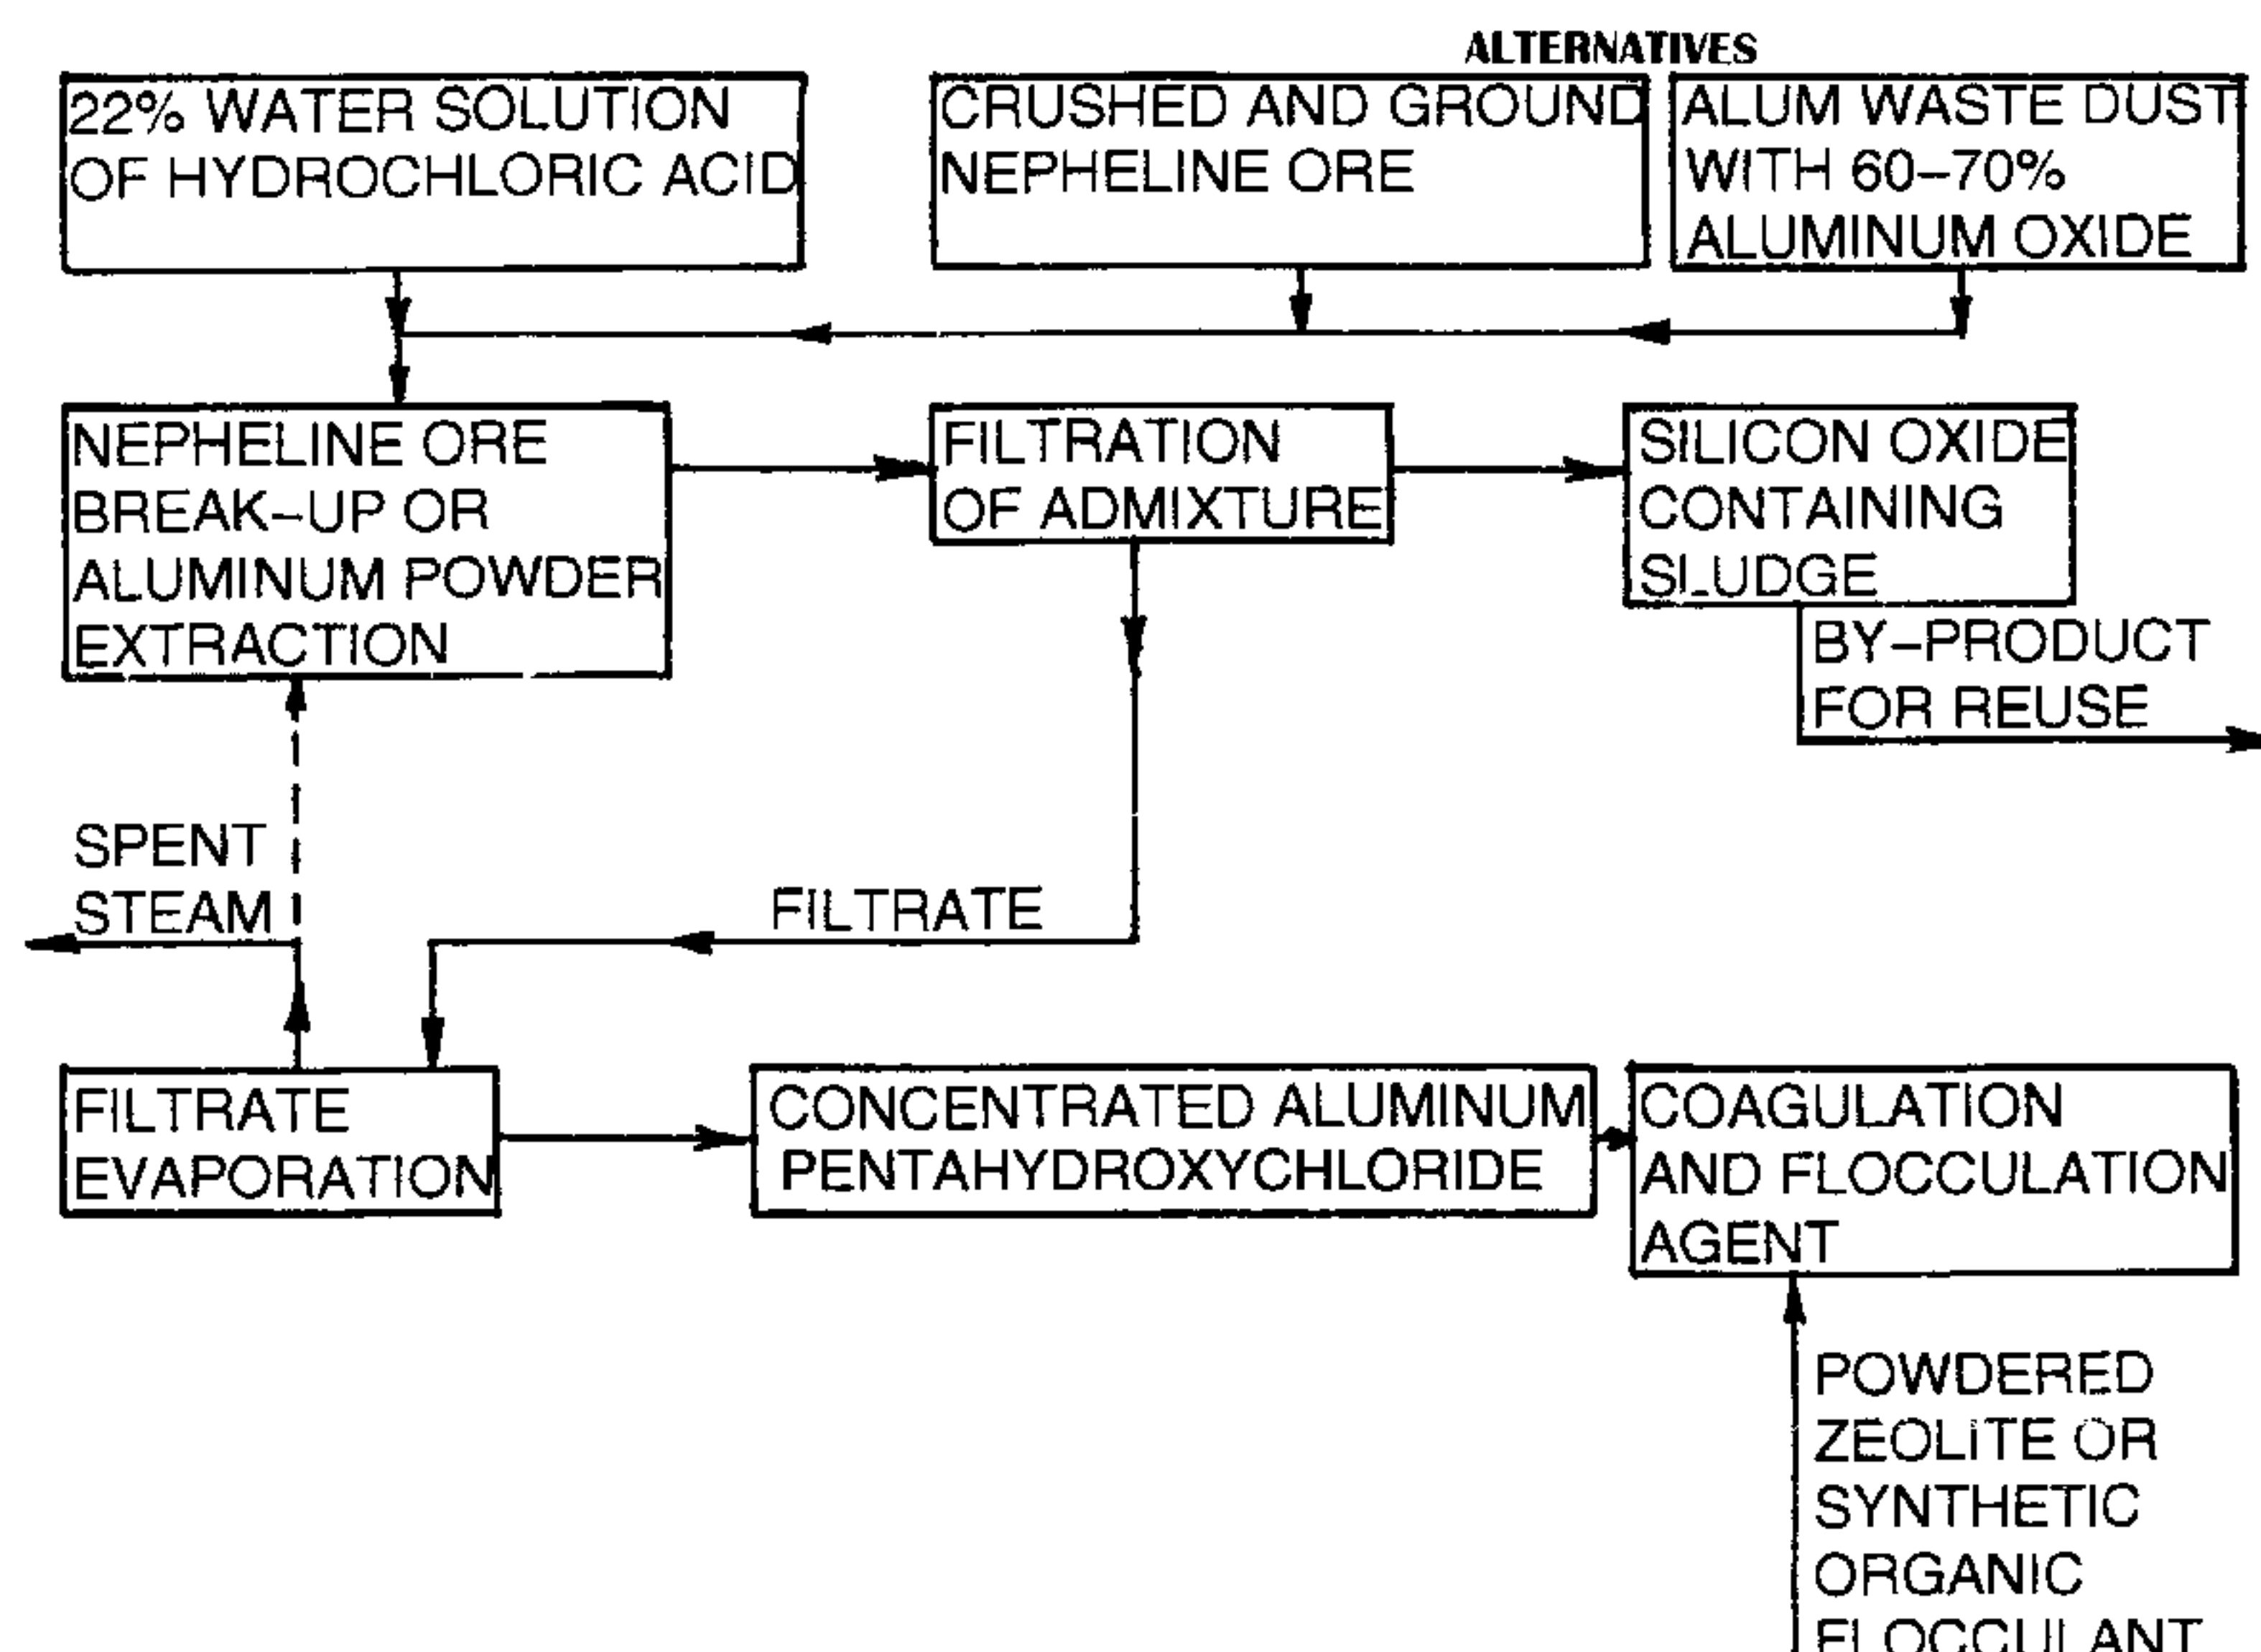 ALTERNATIVES
22% WATER SOLUTION
OF HYDROCHLORIC ACID
CRUSHED AND GROUND
NEPHELINE ORE
ALUM WASTE DUST
WITH 60-70%
ALUMINUM OXIDE
NEPHELINE ORE
BREAK-UP OR
ALUMINUM POWDER
EXTRACTION
FILTRATION
OF ADMIXTURE
SILICON OXIDE
CONTAINING
SLUDGE
BY-PRODUCT
FOR REUSE
SPENT
STEAM
FILTRATE
FILTRATE
EVAPORATION
CONCENTRATED ALUMINUM
PENTAHYDROXYCHLORIDE
COAGULATION
AND FLOCCULATION
AGENT
POWDERED
ZEOLITE OR
SYNTHETIC
ORGANIC
FLOCCULANT